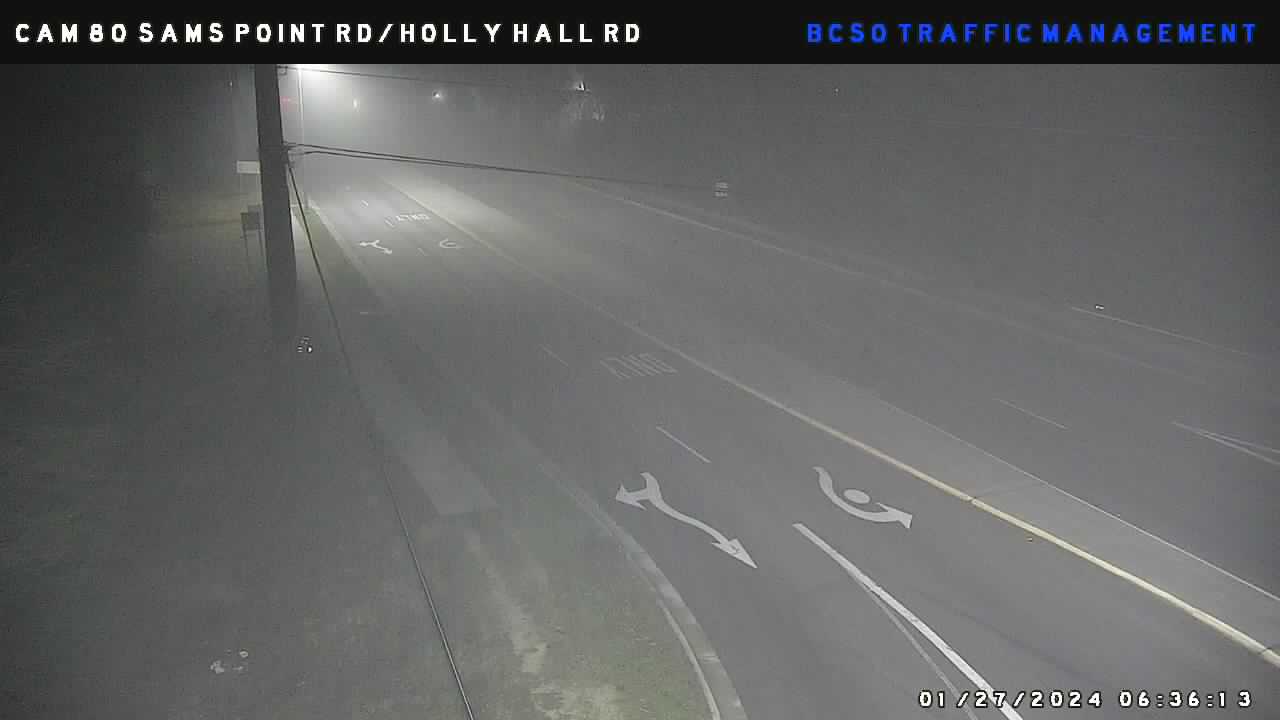 CAM 80 SAMS POINT RD/HOLLY HALL RD
BCSO TRAFFIC MANAGEMENT
ONLY
ONLY
01/27/2024 06:36:13